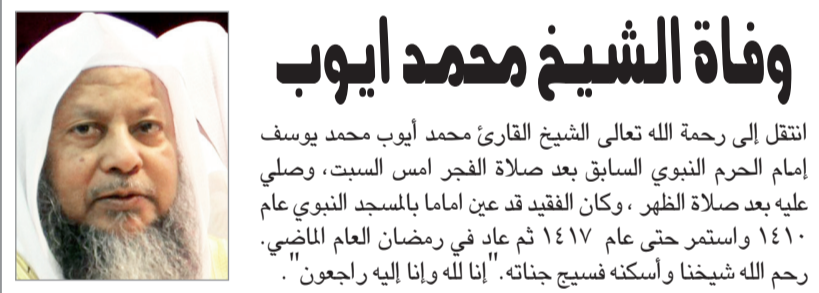 وفاة الشيخ محمد ايوب
انتقل إلى رحمة الله تعالى الشيخ القارئ محمد أيوب محمد يوسف
إمام الحرم النبوي السابق بعد صلاة الفجر امس السبت، وصلي
عليه بعد صلاة الظهر ، وكان الفقيد قد عين اماما بالمسجد النبوي عام
١٤١٠ واستمر حتى عام ١٤١٧ ثم عاد في رمضان العام الماضي.
رحم الله شيخنا وأسكنه فسيح جناته."إنا لله وإنا إليه راجعون".